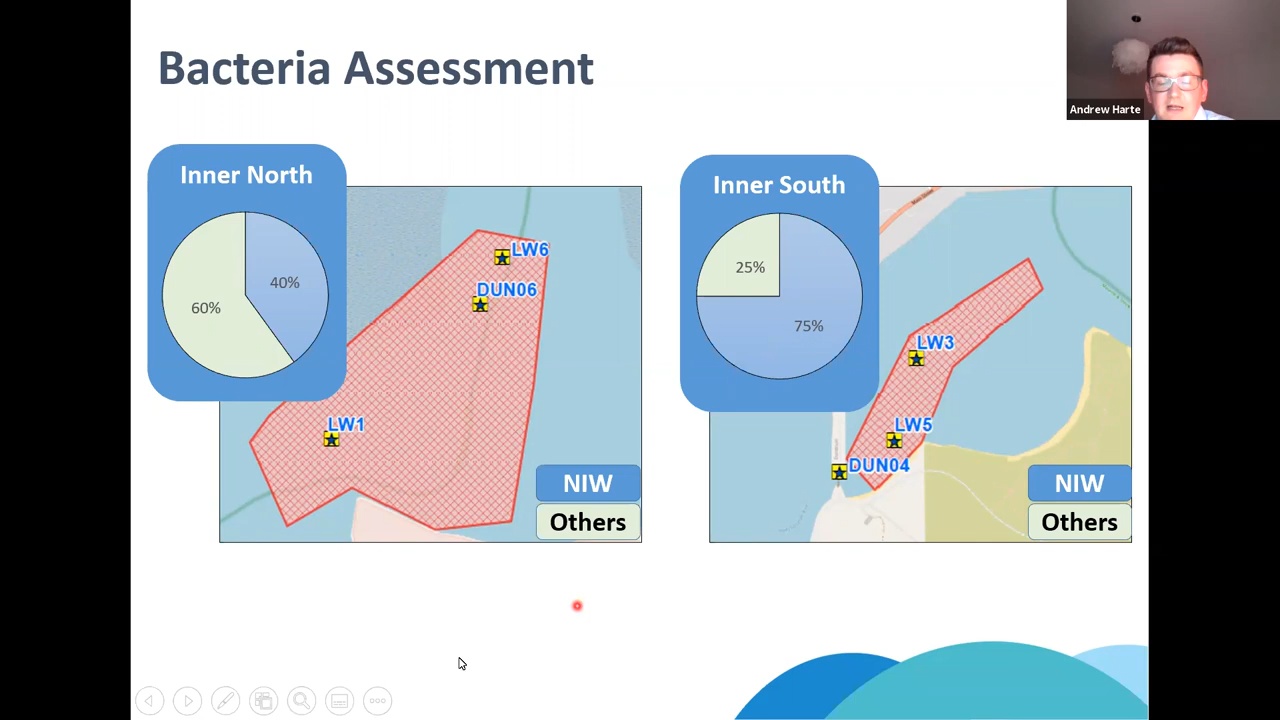 Bacteria Assessment
Andrew Harte
Inner North
40%
60%
LW6
DUN06
LW1
NIW
Others
Inner South
25%
75%
LW3
LW5
DUN04
NIW
Others